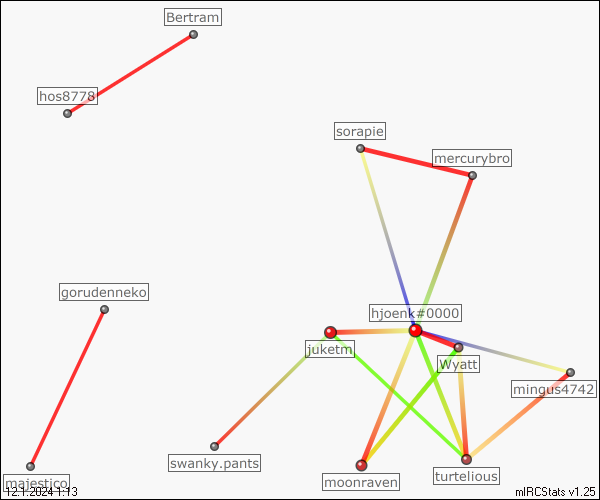 Bertram
hos8778
sorapie
mercurybro
gorudenneko
hjoenk#0000
juketm
Wyatt
mingus4742
swanky.pants
turtelious
moonraven
majestico
12.1.2024 1:13
mIRCStats v1.25